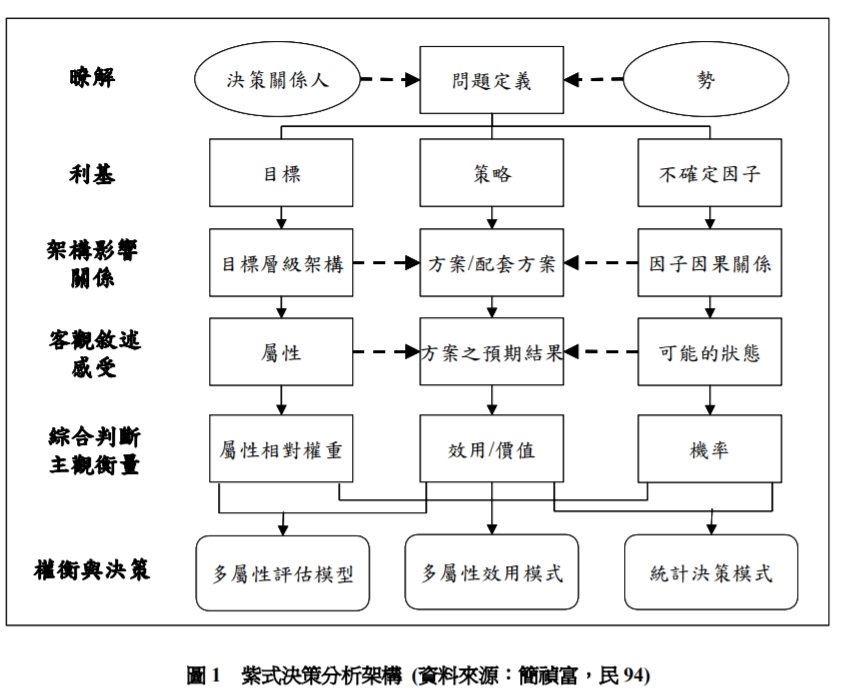 瞭解
決策關係人
問題定義
勢
利基
目標
策略
不確定因子
架構影響
關係
目標層級架構
方案/配套方案
因子因果關係
客觀敘述
感受
屬性
方案之預期結果
可能的狀態
綜合判斷
主觀衡量
屬性相對權重
效用/價值
機率
權衡與決策
多屬性評估模型
多屬性效用模式
統計決策模式
圖 1 紫式決策分析架構 (資料來源：簡禎富，民 94)